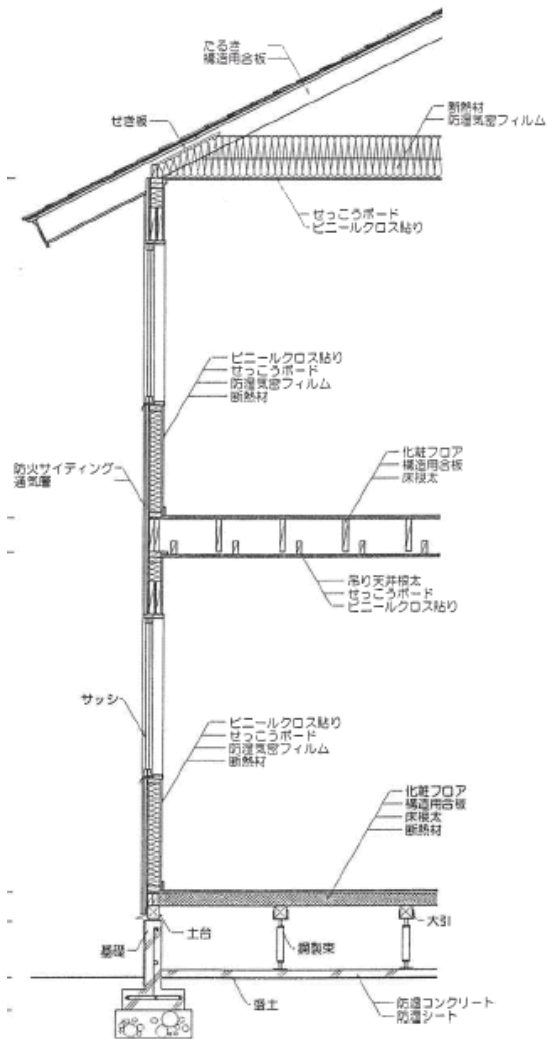 たるき
構造用合板
せき板
断熱材
防湿気密フィルム
せっこうボード
ビニールクロス貼り
ビニールクロス貼り
せっこうボード
防湿気密フィルム
断熱材
防火サイディング
通気層
化粧フロア
構造用合板
床根太
吊り天井根太
せっこうボード
ビニールクロス貼り
サッシ
ビニールクロス貼り
せっこうボード
防湿気密フィルム
断熱材
化粧フロア
構造用合板
床根太
断熱材
大引
土台
鋼製束
基礎
盛土
防湿コンクリート
防湿シート